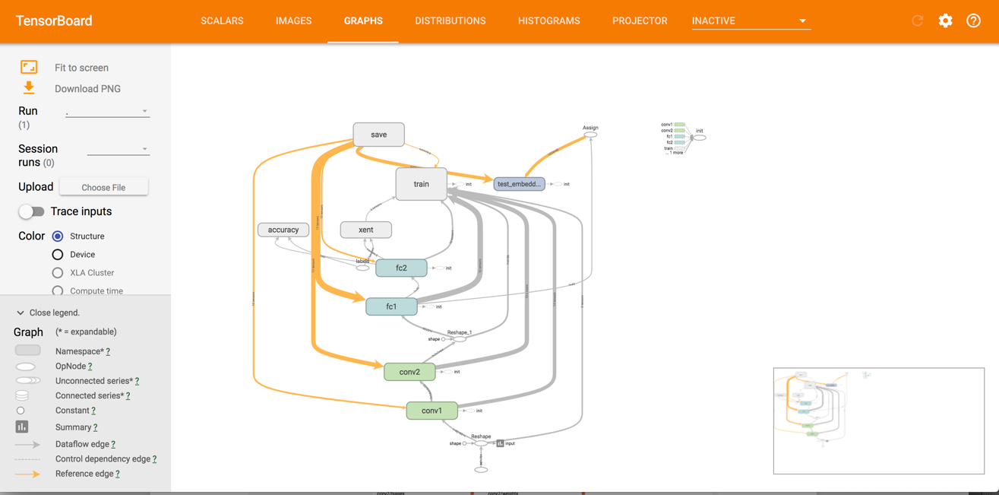 TensorBoard
SCALARS
IMAGES
GRAPHS
DISTRIBUTIONS
HISTOGRAMS
PROJECTOR
INACTIVE
Fit to screen
Download PNG
Run
(1)
.
Session
runs (0)
Upload
Choose File
Trace inputs
Color
Structure
Device
XLA Cluster
Compute time
Close legend.
Graph
(* = expandable)
Namespace* ?
OpNode ?
Unconnected series* ?
Connected series* ?
Constant ?
Summary ?
Dataflow edge ?
Control dependency edge ?
Reference edge ?
save
Assign
train
init
test_embedd...
init
accuracy
xent
labels
fc2
init
fc1
init
Reshape_1
shape
conv2
init
conv1
init
Reshape
shape
input
conv1
conv2
fc1
fc2
train
... 1 more
init
conv2/biases
conv2/weights